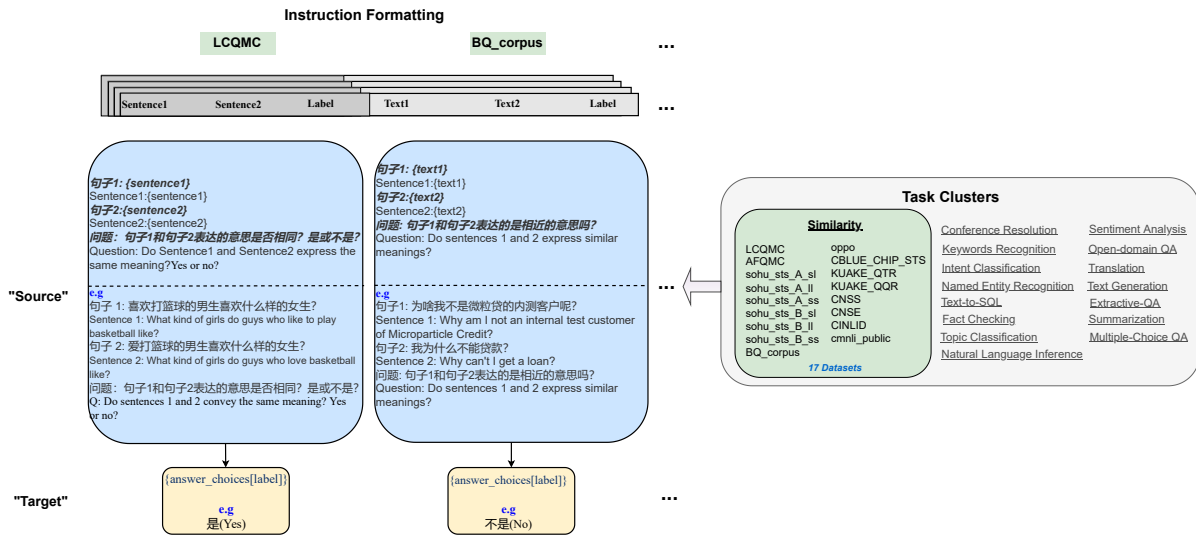 Instruction Formatting
LCQMC
BQ_corpus
...
Sentence1 Sentence2 Label Text1 Text2 Label
...
句子1: {sentence1}
Sentence1:{sentence1}
句子2:{sentence2}
Sentence2:{sentence2}
问题：句子1和句子2表达的意思是否相同？是或不是？
Question: Do Sentence1 and Sentence2 express the
same meaning?Yes or no?
e.g
句子 1: 喜欢打篮球的男生喜欢什么样的女生？
Sentence 1: What kind of girls do guys who like to play
basketball like?
句子 2: 爱打篮球的男生喜欢什么样的女生？
Sentence 2: What kind of girls do guys who love basketball
like?
问题：句子1和句子2表达的意思是否相同？是或不是？
Q: Do sentences 1 and 2 convey the same meaning? Yes
or no?
句子1: {text1}
Sentence1:{text1}
句子2:{text2}
Sentence2:{text2}
问题: 句子1和句子2表达的是相近的意思吗?
Question: Do sentences 1 and 2 express similar
meanings?
e.g
句子1: 为啥我不是微粒贷的内测客户呢?
Sentence 1: Why am I not an internal test customer
of Microparticle Credit?
句子2: 我为什么不能贷款?
Sentence 2: Why can't I get a loan?
问题: 句子1和句子2表达的是相近的意思吗?
Question: Do sentences 1 and 2 express similar
meanings?
"Source"
...
{answer_choices[label]}
e.g
是(Yes)
{answer_choices[label]}
e.g
不是(No)
"Target"
...
Task Clusters
Similarity
LCQMC
AFQMC
sohu_sts_A_sl
sohu_sts_A_ll
sohu_sts_A_ss
sohu_sts_B_sl
sohu_sts_B_ll
sohu_sts_B_ss
BQ_corpus
oppo
CBLUE_CHIP_STS
KUAKE_QTR
KUAKE_QQR
CNSS
CNSE
CINLID
cmnli_public
17 Datasets
Conference Resolution
Keywords Recognition
Intent Classification
Named Entity Recognition
Text-to-SQL
Fact Checking
Topic Classification
Natural Language Inference
Sentiment Analysis
Open-domain QA
Translation
Text Generation
Extractive-QA
Summarization
Multiple-Choice QA